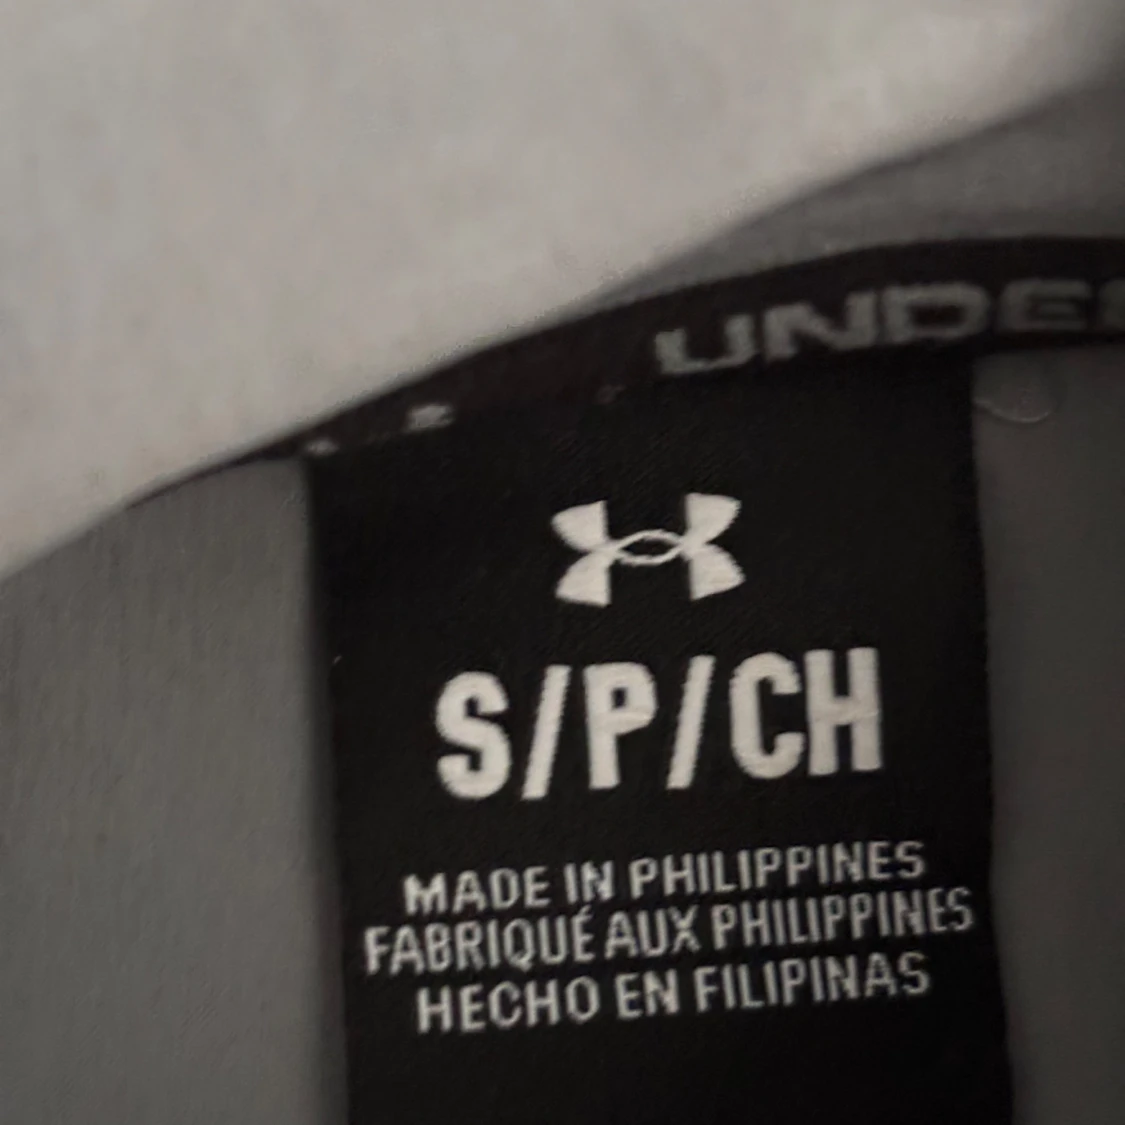 UNDE
S/P/CH
MADE IN PHILIPPINES
FABRIQUÉ AUX PHILIPPINES
HECHO EN FILIPINAS